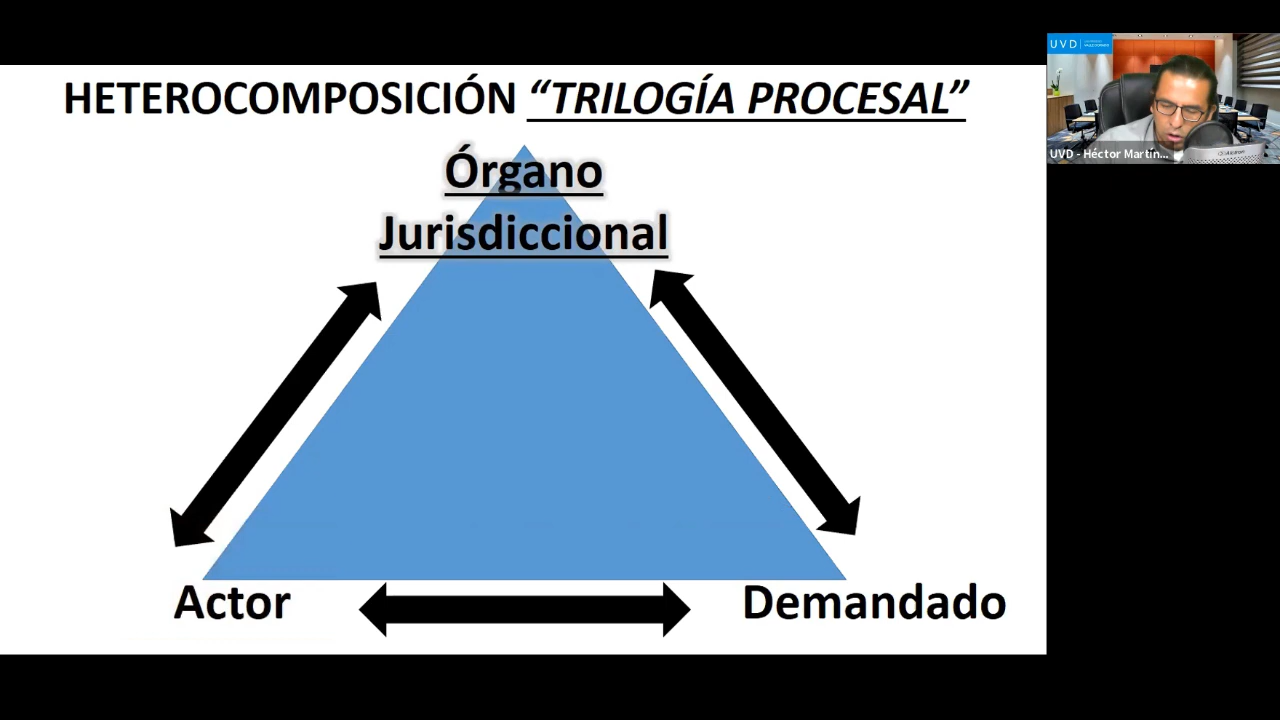 HETEROCOMPOSICIÓN “TRILOGÍA PROCESAL”
Órgano
Jurisdiccional
Actor
Demandado
UVD
UVD - Héctor Martín...